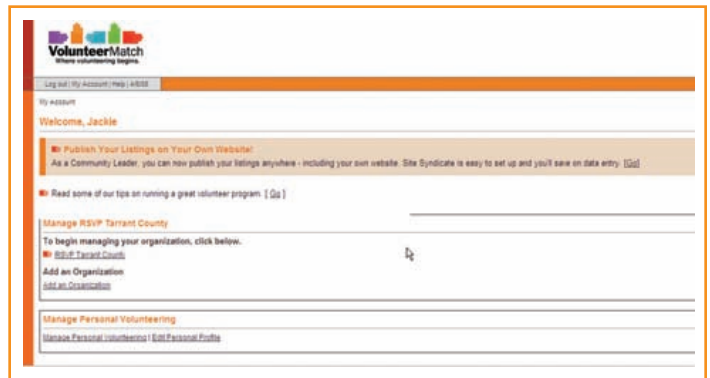 VolunteerMatch
Where volunteering begins.
Log out | My Account | Help |
My Account
Welcome, Jackie
Publish Your Listings on Your Own Website!
As a Community Leader, you can now publish your listings anywhere - including your own website. Site Syndicate is easy to set up and you'll save on data entry. [Go]
Read some of our tips on running a great volunteer program. [ Go ]
Manage RSVP Tarrant County
To begin managing your organization, click below.
RSVP Tarrant County
Add an Organization
Add an Organization
Manage Personal Volunteering
Manage Personal Volunteering | Edit Personal Profile